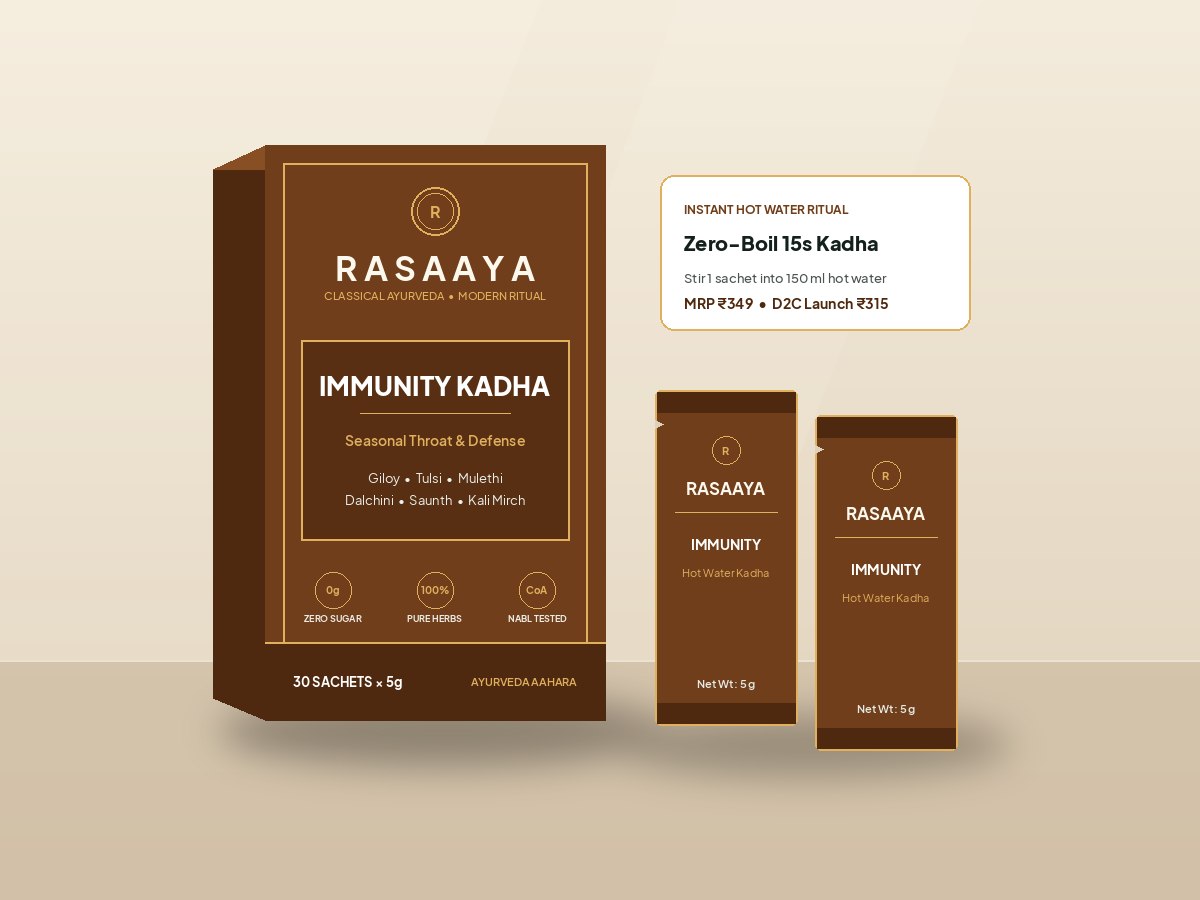 R
RASAAYA
CLASSICAL AYURVEDA • MODERN RITUAL
IMMUNITY KADHA
Seasonal Throat & Defense
Giloy • Tulsi • Mulethi
Dalchini • Saunth • Kali Mirch
0g
ZERO SUGAR
100%
PURE HERBS
CoA
NABL TESTED
30 SACHETS × 5g
AYURVEDA AAHARA
INSTANT HOT WATER RITUAL
Zero-Boil 15s Kadha
Stir 1 sachet into 150 ml hot water
MRP ₹349 • D2C Launch ₹315
R
RASAAYA
IMMUNITY
Hot Water Kadha
Net Wt: 5 g
R
RASAAYA
IMMUNITY
Hot Water Kadha
Net Wt: 5 g